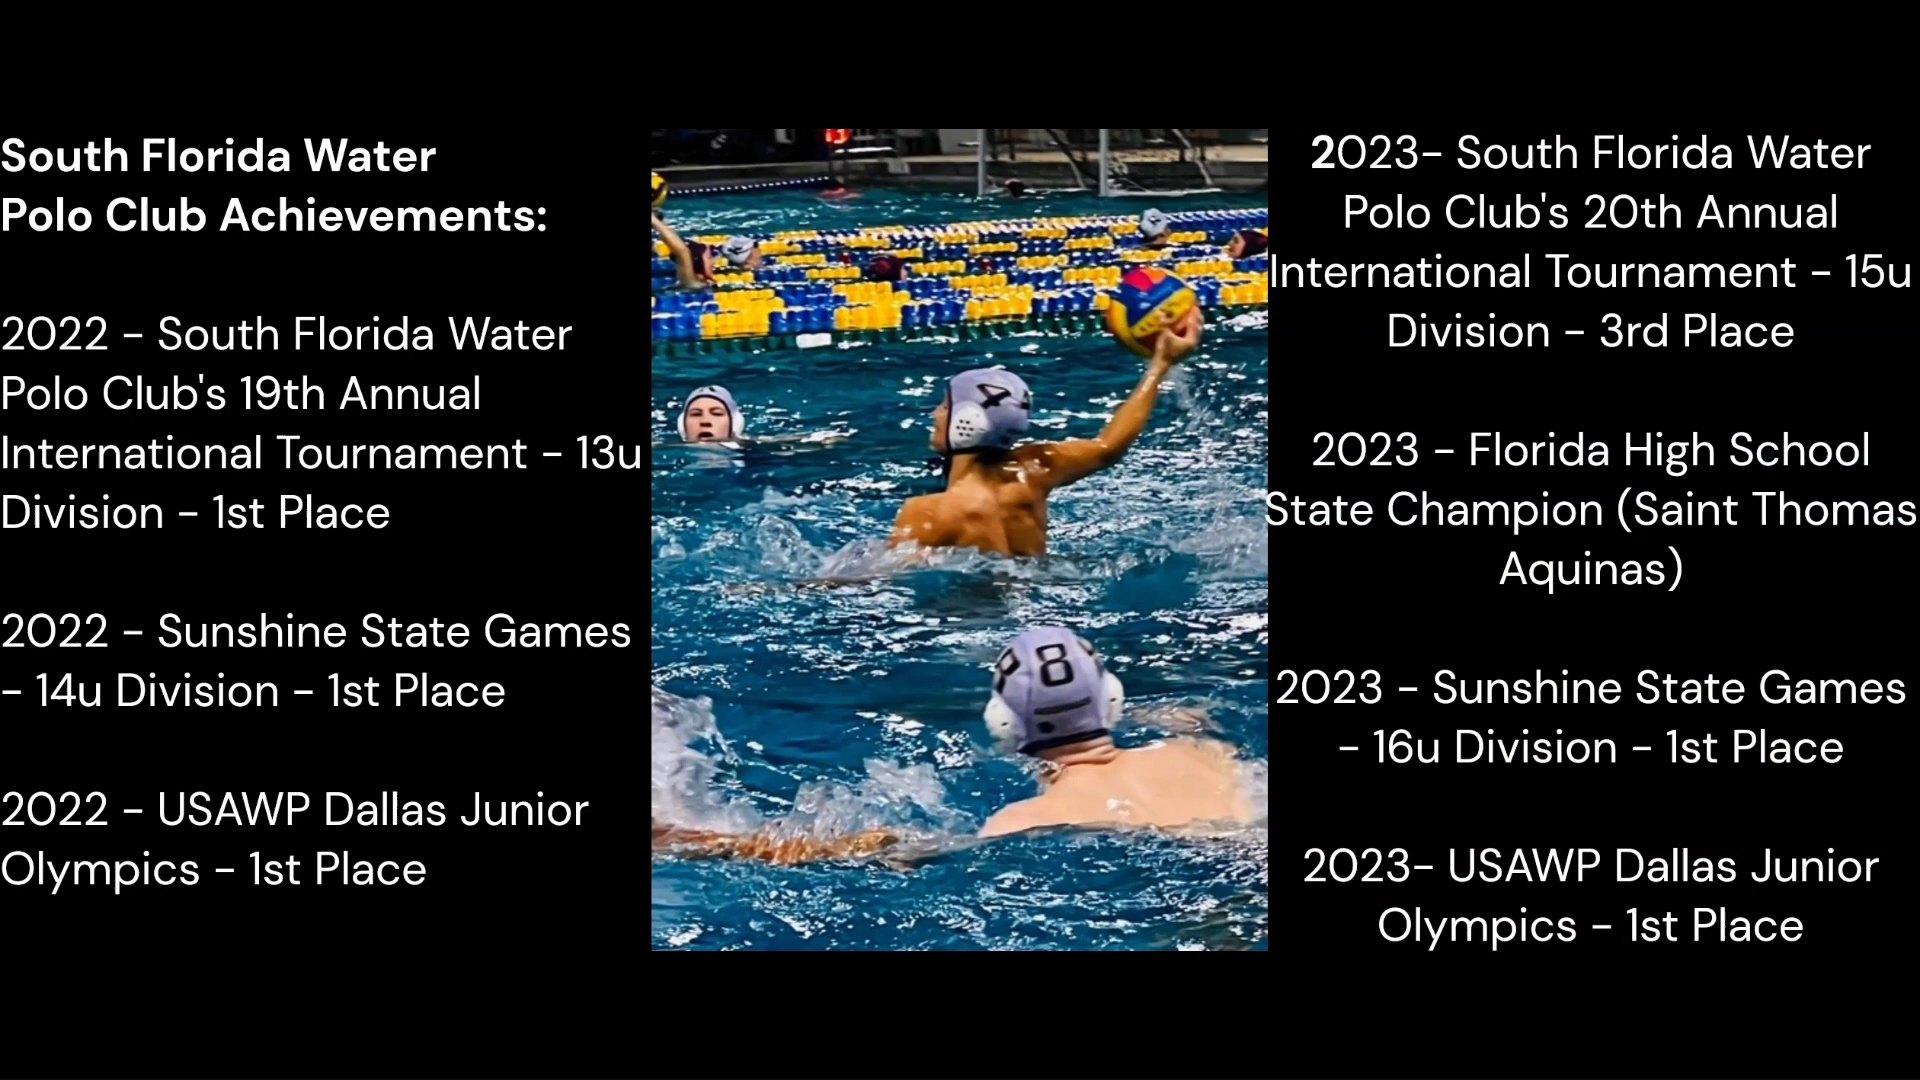 South Florida Water
Polo Club Achievements:
2022 - South Florida Water
Polo Club's 19th Annual
International Tournament - 13u
Division - 1st Place
2022 - Sunshine State Games
- 14u Division - 1st Place
2022 - USAWP Dallas Junior
Olympics - 1st Place
4
8
2023- South Florida Water
Polo Club's 20th Annual
International Tournament - 15u
Division - 3rd Place
2023 - Florida High School
State Champion (Saint Thomas
Aquinas)
2023 - Sunshine State Games
- 16u Division - 1st Place
2023- USAWP Dallas Junior
Olympics - 1st Place